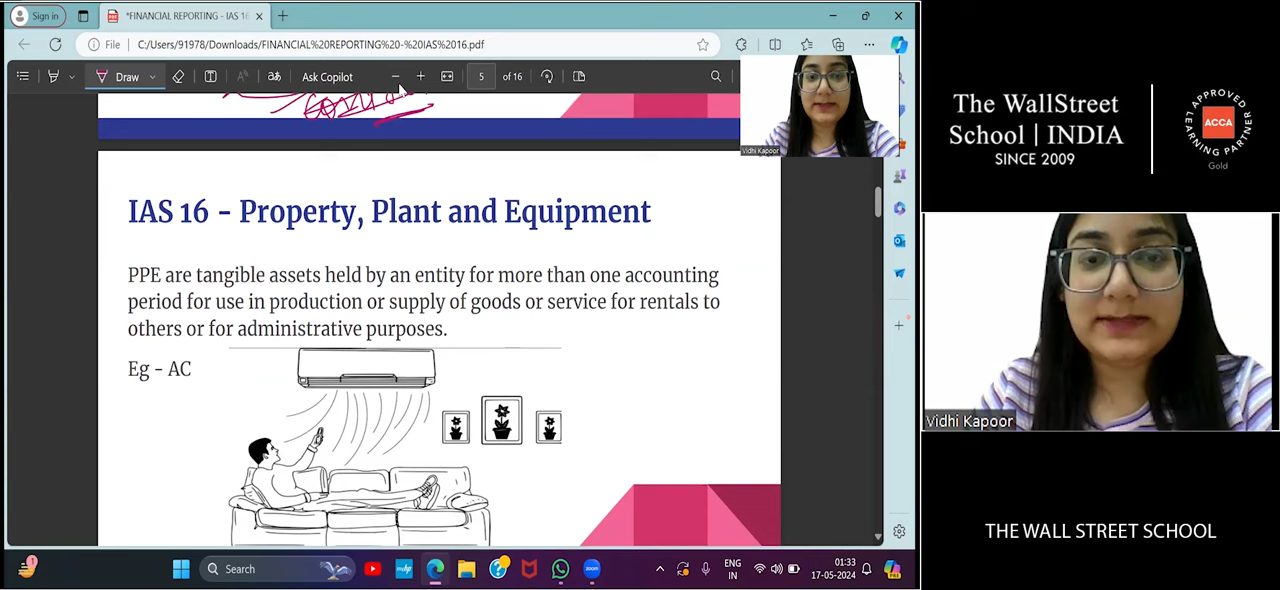 Sign in
*FINANCIAL REPORTING - IAS 16
File
C:/Users/91978/Downloads/FINANCIAL%20REPORTING%20-%20IAS%2016.pdf
Draw
Ask Copilot
5
of 16
Vidhi Kapoor
IAS 16 - Property, Plant and Equipment
PPE are tangible assets held by an entity for more than one accounting
period for use in production or supply of goods or service for rentals to
others or for administrative purposes.
Eg - AC
1
Search
ENG
IN
01:33
17-05-2024
The WallStreet
School | INDIA
SINCE 2009
APPROVED
ACCA
LEARNING PARTNER
Gold
Vidhi Kapoor
THE WALL STREET SCHOOL